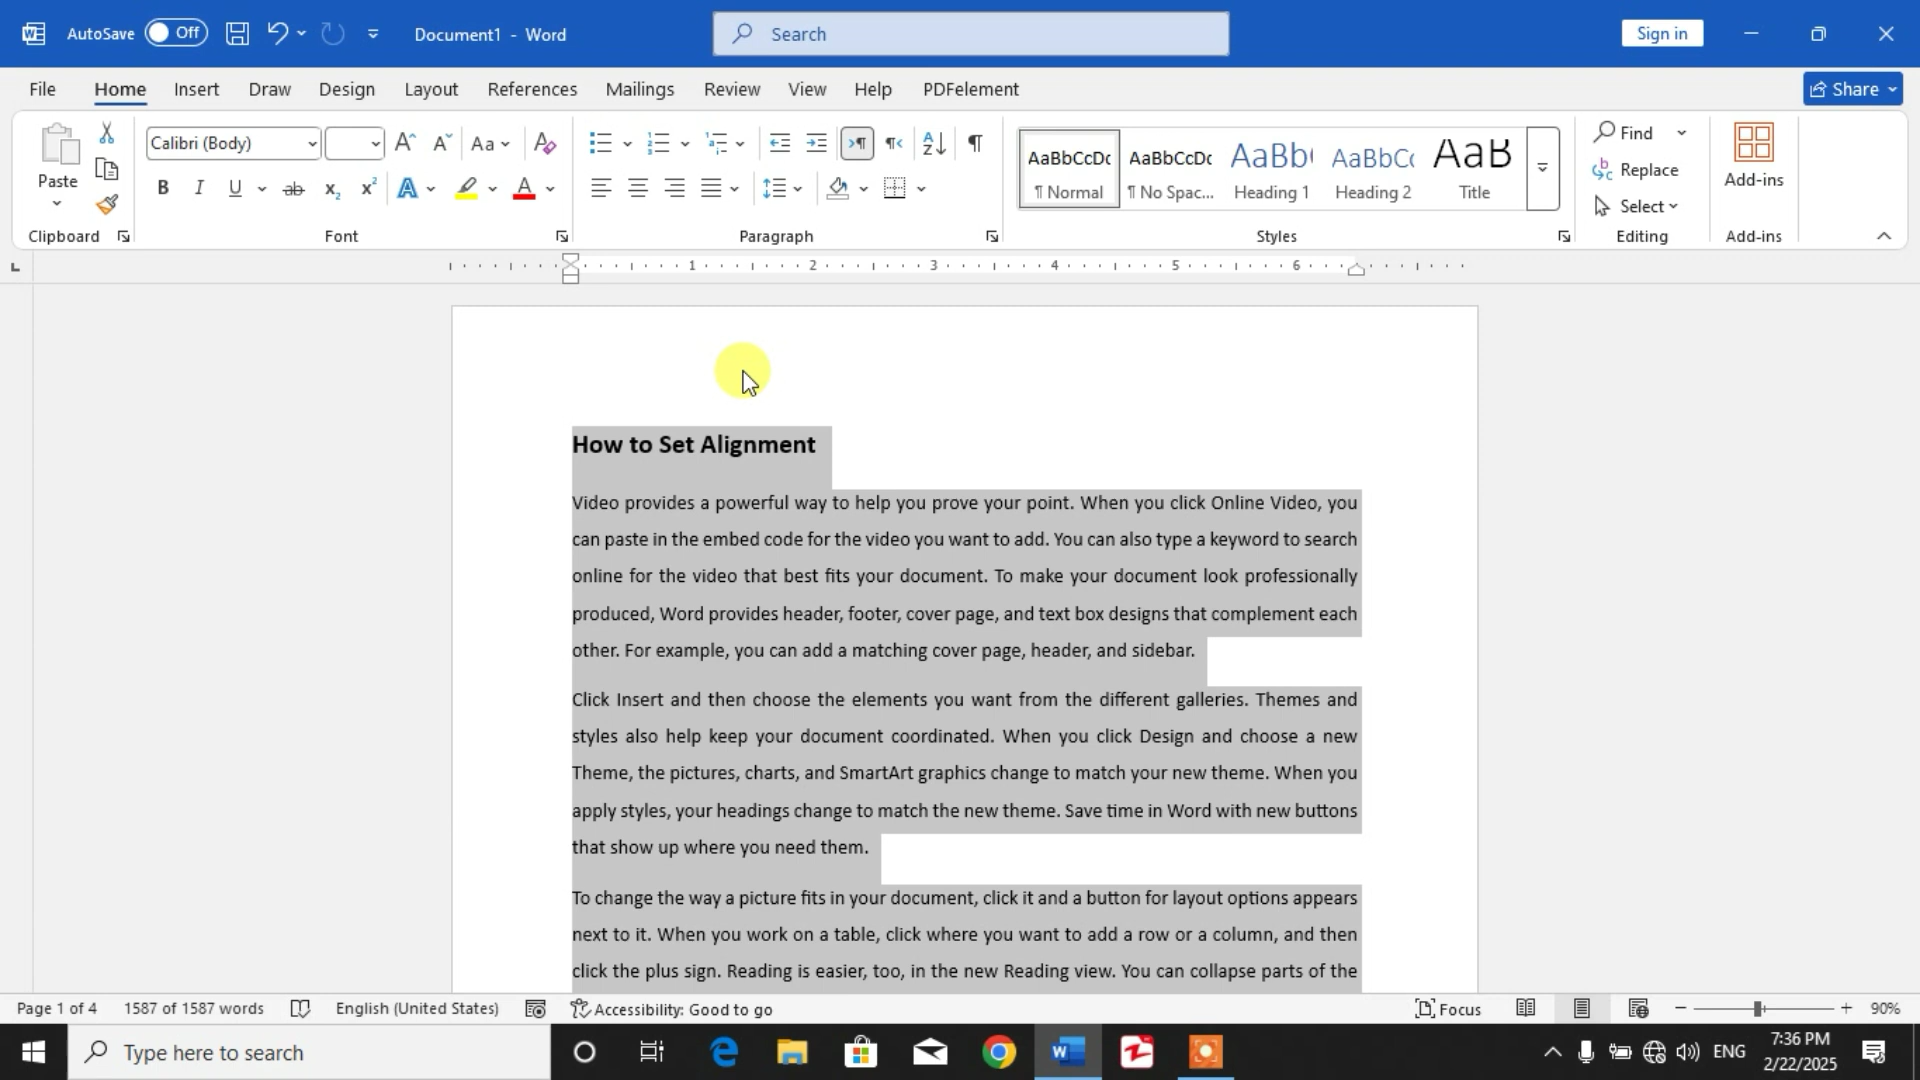 AutoSave Off Document1 - Word Search Sign in
File Home Insert Draw Design Layout References Mailings Review View Help PDFelement Share
Paste
Clipboard
Calibri (Body)
Aa
B I U ab x₂ x² A A
Font
Paragraph
AaBbCcDc AaBbCcDc AaBb( AaBbCc AaB
¶ Normal ¶ No Spac... Heading 1 Heading 2 Title
Styles
Find
Replace
Select
Editing
Add-ins
Add-ins
1 2 3 4 5 6
How to Set Alignment
Video provides a powerful way to help you prove your point. When you click Online Video, you
can paste in the embed code for the video you want to add. You can also type a keyword to search
online for the video that best fits your document. To make your document look professionally
produced, Word provides header, footer, cover page, and text box designs that complement each
other. For example, you can add a matching cover page, header, and sidebar.
Click Insert and then choose the elements you want from the different galleries. Themes and
styles also help keep your document coordinated. When you click Design and choose a new
Theme, the pictures, charts, and SmartArt graphics change to match your new theme. When you
apply styles, your headings change to match the new theme. Save time in Word with new buttons
that show up where you need them.
To change the way a picture fits in your document, click it and a button for layout options appears
next to it. When you work on a table, click where you want to add a row or a column, and then
click the plus sign. Reading is easier, too, in the new Reading view. You can collapse parts of the
Page 1 of 4 1587 of 1587 words English (United States) Accessibility: Good to go Focus 90%
Type here to search ENG 7:36 PM
2/22/2025